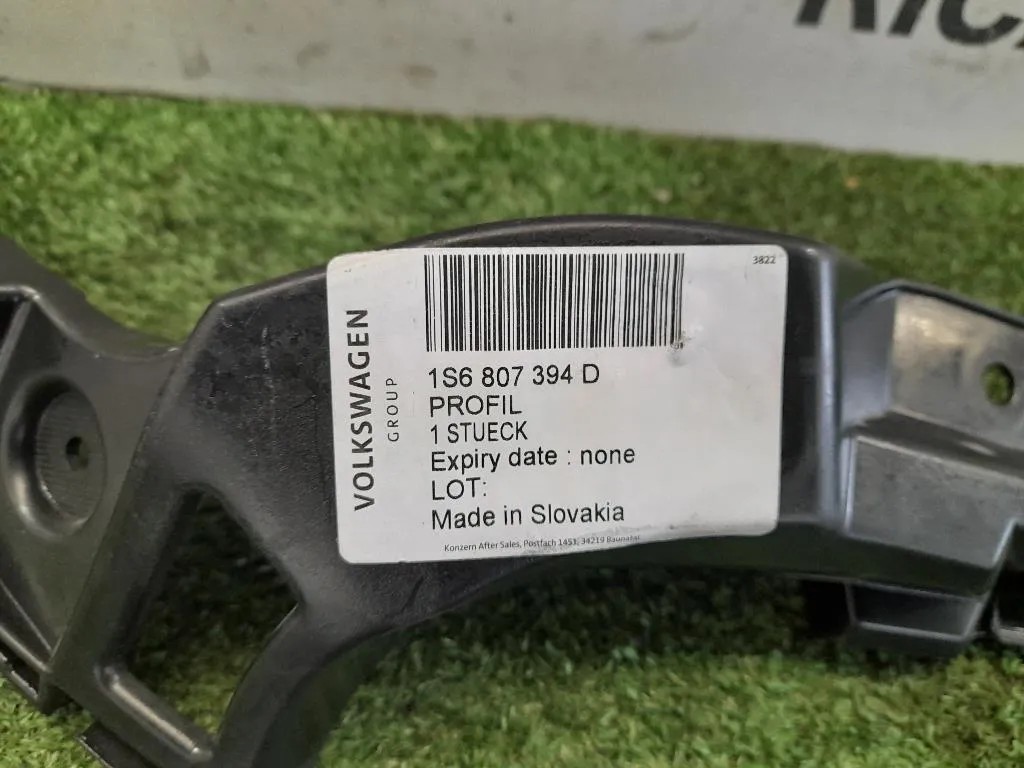 RIC
3822
VOLKSWAGEN
GROUP
1S6 807 394 D
PROFIL
1 STUECK
Expiry date : none
LOT:
Made in Slovakia
Konzern After Sales, Postfach 1451, 34219 Baunatal